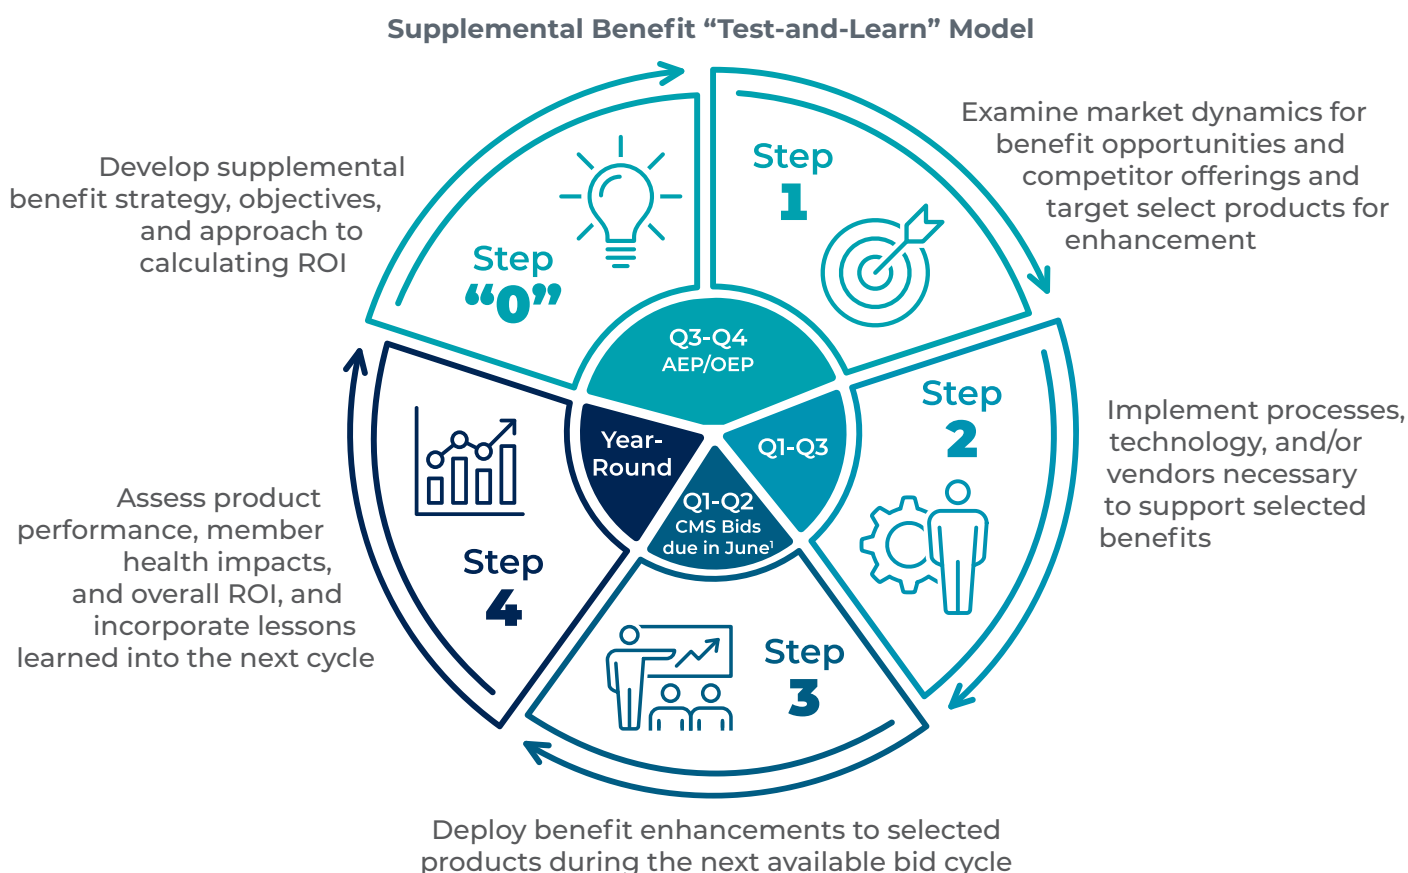 Supplemental Benefit “Test-and-Learn” Model
Develop supplemental
benefit strategy, objectives,
and approach to
calculating ROI
Step
“0”
Step
1
Examine market dynamics for
benefit opportunities and
competitor offerings and
target select products for
enhancement
Q3-Q4
AEP/OEP
Step
2
Implement processes,
technology, and/or
vendors necessary
to support selected
benefits
Q1-Q3
Q1-Q2
CMS Bids
due in June¹
Step
3
Deploy benefit enhancements to selected
products during the next available bid cycle
Year-
Round
Step
4
Assess product
performance, member
health impacts,
and overall ROI, and
incorporate lessons
learned into the next cycle